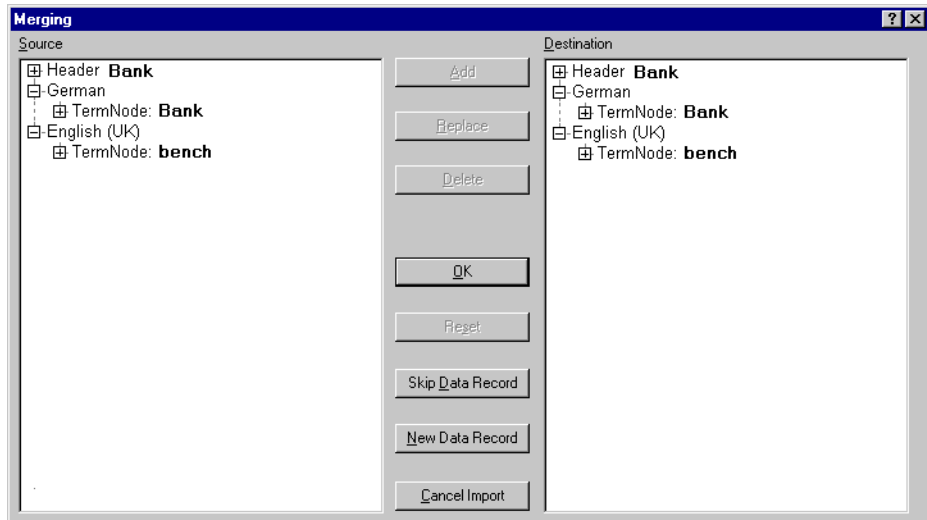 Merging
Source
Header Bank
German
TermNode: Bank
English (UK)
TermNode: bench
Add
Replace
Delete
OK
Reset
Skip Data Record
New Data Record
Cancel Import
Destination
Header Bank
German
TermNode: Bank
English (UK)
TermNode: bench